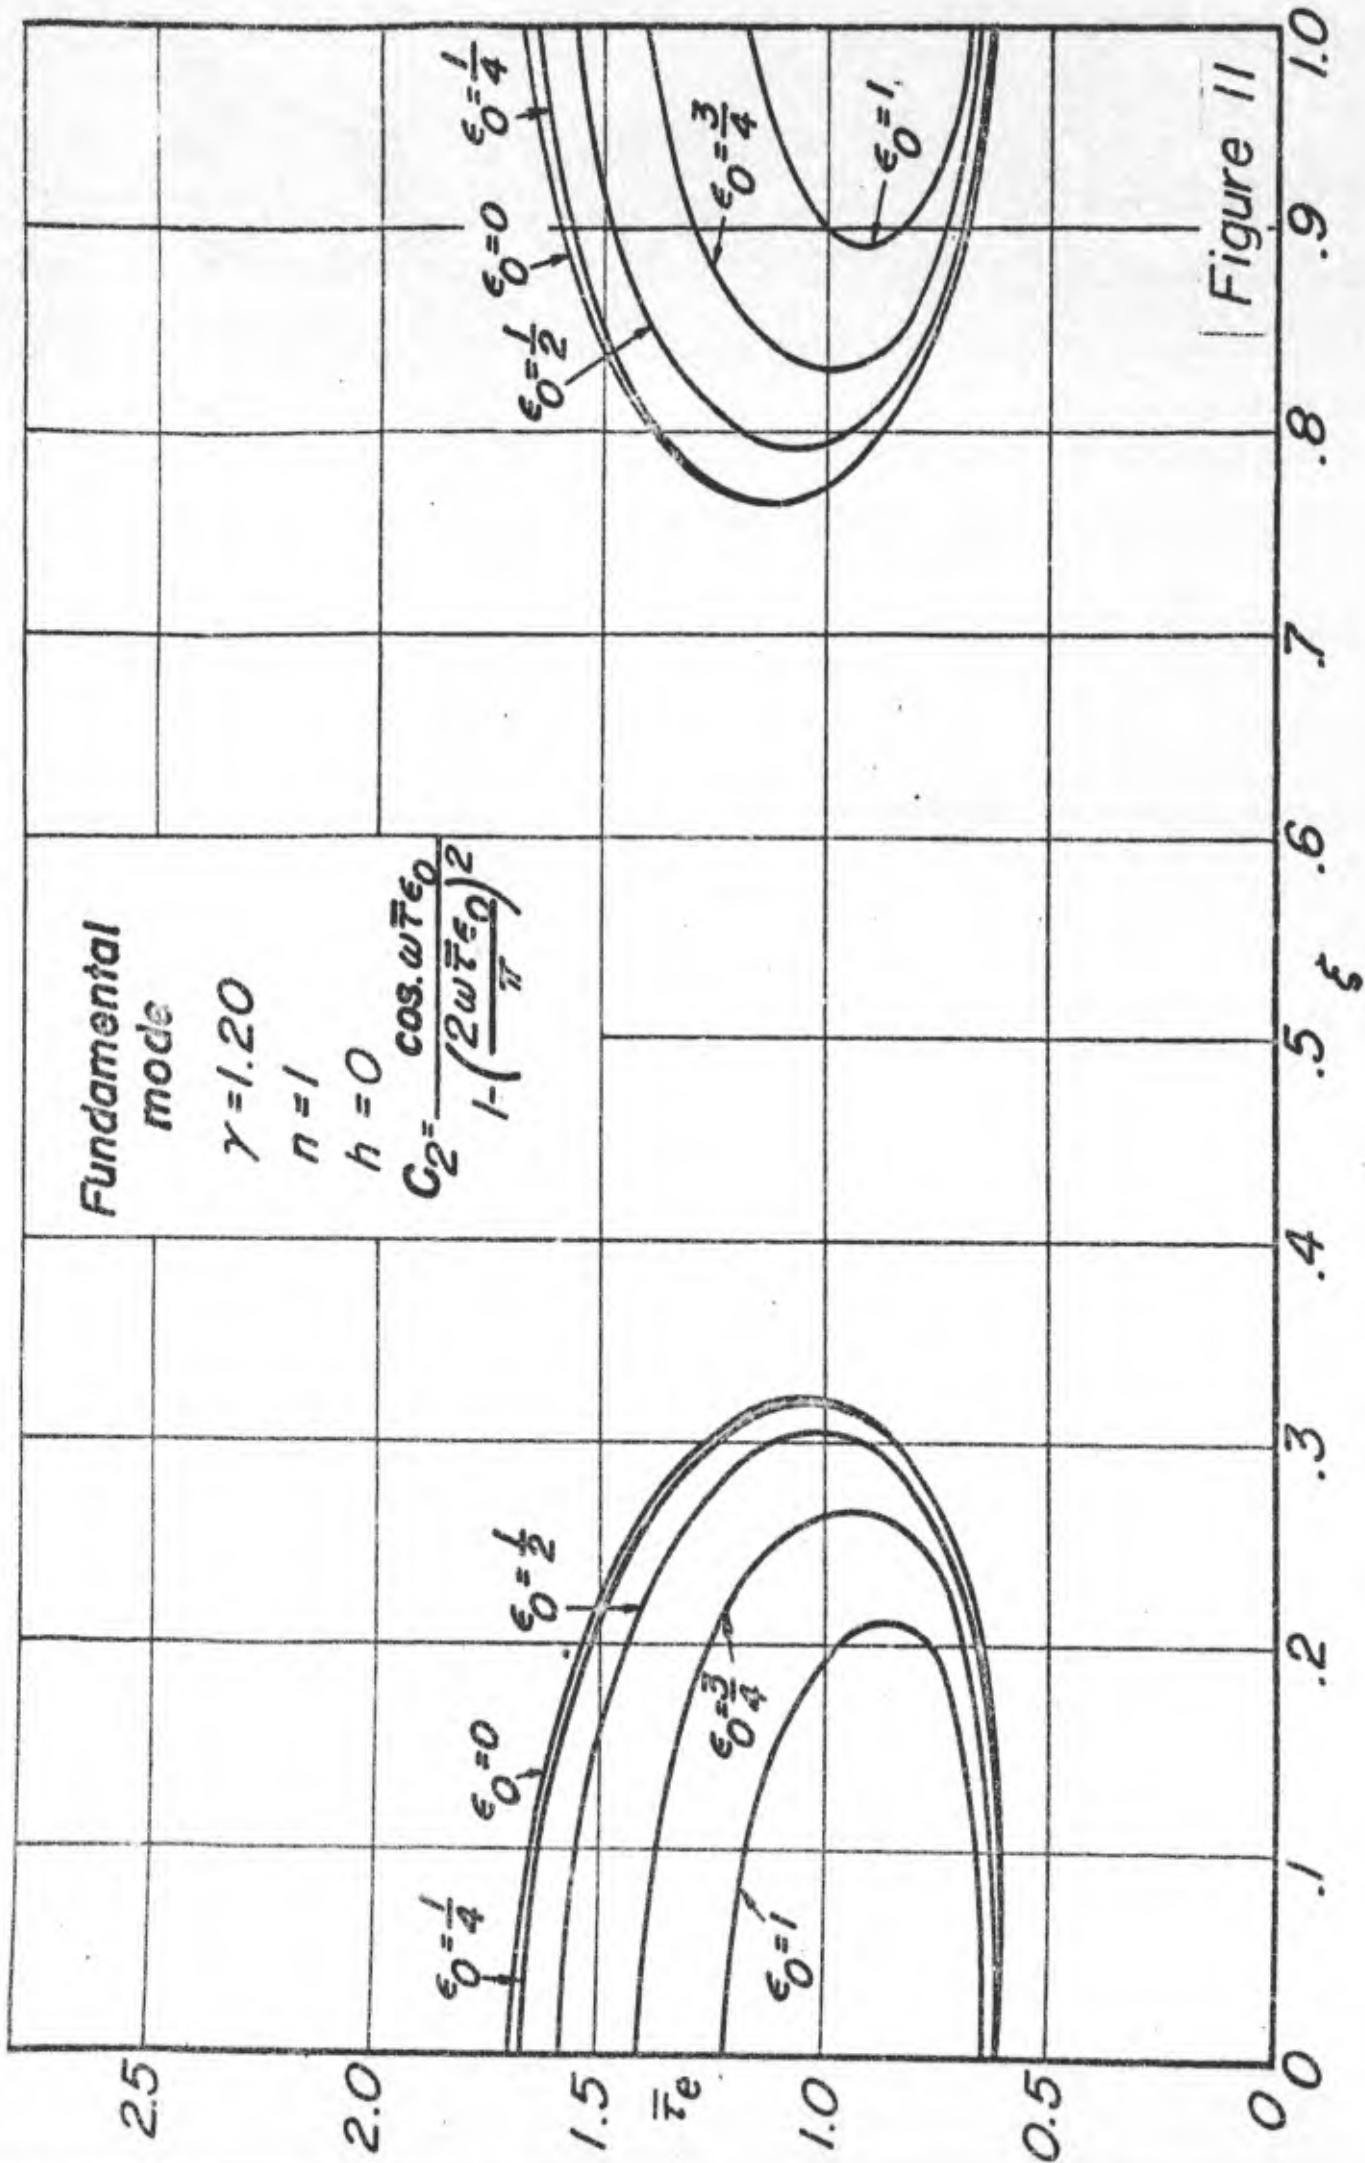 Fundamental
mode
γ = 1.20
n = 1
h = 0
C₂ = cos. ωτ̿ε₀ / 1-(2ωτ̿ε₀/π)²
2.5
2.0
1.5
τ̿e
1.0
0.5
0
ε₀=1/4
ε₀=0
ε₀=1/2
ε₀=3/4
ε₀=1
ε₀=1/2
ε₀=0
ε₀=1/4
ε₀=3/4
ε₀=1
0 .1 .2 .3 .4 .5 .6 .7 .8 .9 1.0
ξ
Figure 11